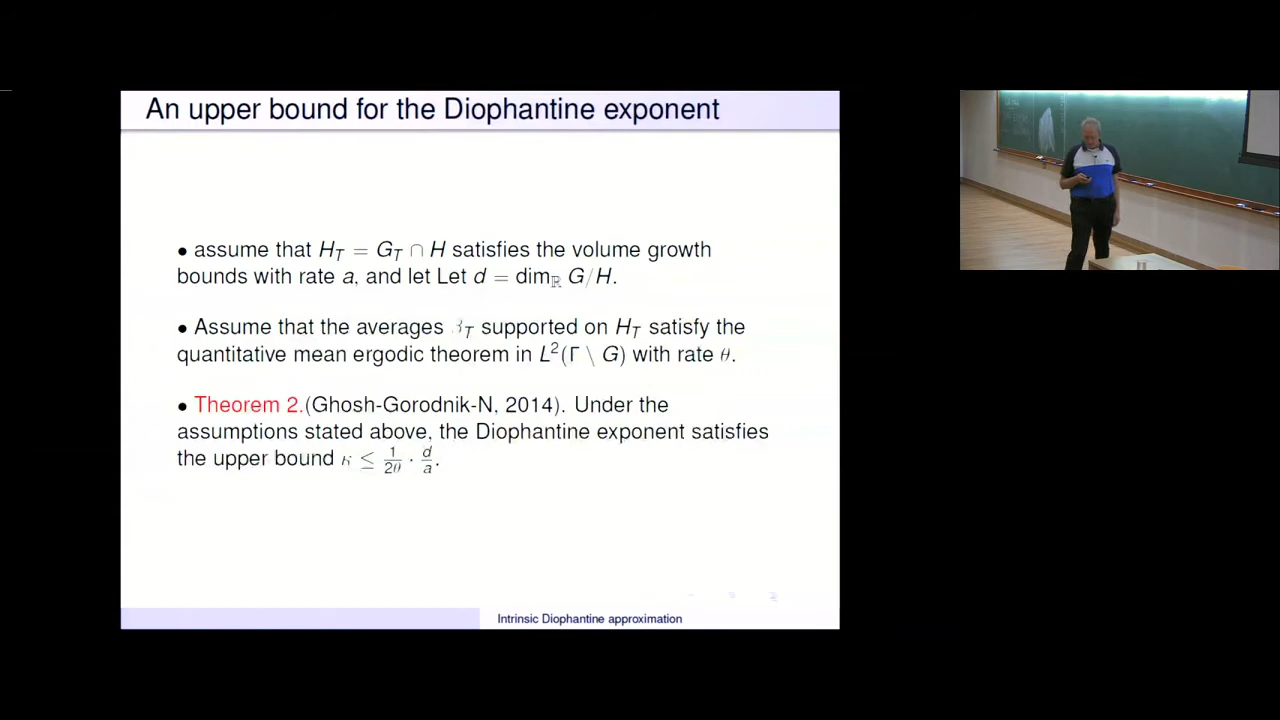 An upper bound for the Diophantine exponent
• assume that H_T = G_T ∩ H satisfies the volume growth
bounds with rate a, and let Let d = dim_ℝ G/H.
• Assume that the averages β_T supported on H_T satisfy the
quantitative mean ergodic theorem in L²(Γ \ G) with rate θ.
• Theorem 2.(Ghosh-Gorodnik-N, 2014). Under the
assumptions stated above, the Diophantine exponent satisfies
the upper bound κ ≤ 1/2θ · d/a.
Intrinsic Diophantine approximation